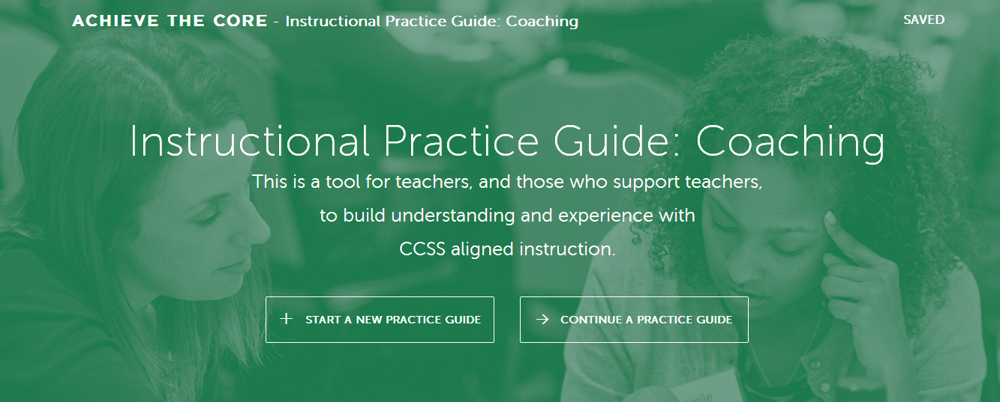 ACHIEVE THE CORE - Instructional Practice Guide: Coaching
SAVED
Instructional Practice Guide: Coaching
This is a tool for teachers, and those who support teachers,
to build understanding and experience with
CCSS aligned instruction.
+ START A NEW PRACTICE GUIDE
→ CONTINUE A PRACTICE GUIDE